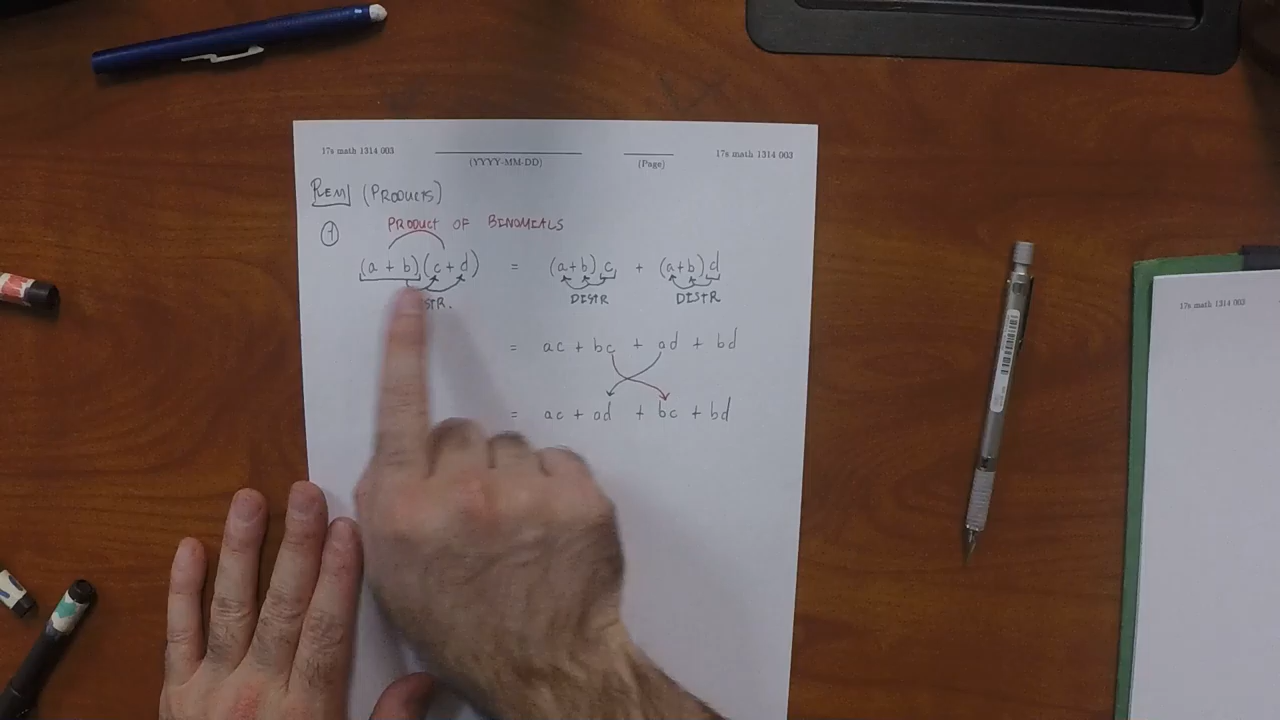 17s math 1314 003 (YYYY-MM-DD) (Page) 17s math 1314 003
REM (PRODUCTS)
① PRODUCT OF BINOMIALS
(a + b)(c + d) = (a+b)c + (a+b)d
DISTR DISTR
= ac + bc + ad + bd
= ac + ad + bc + bd
17s math 1314 003